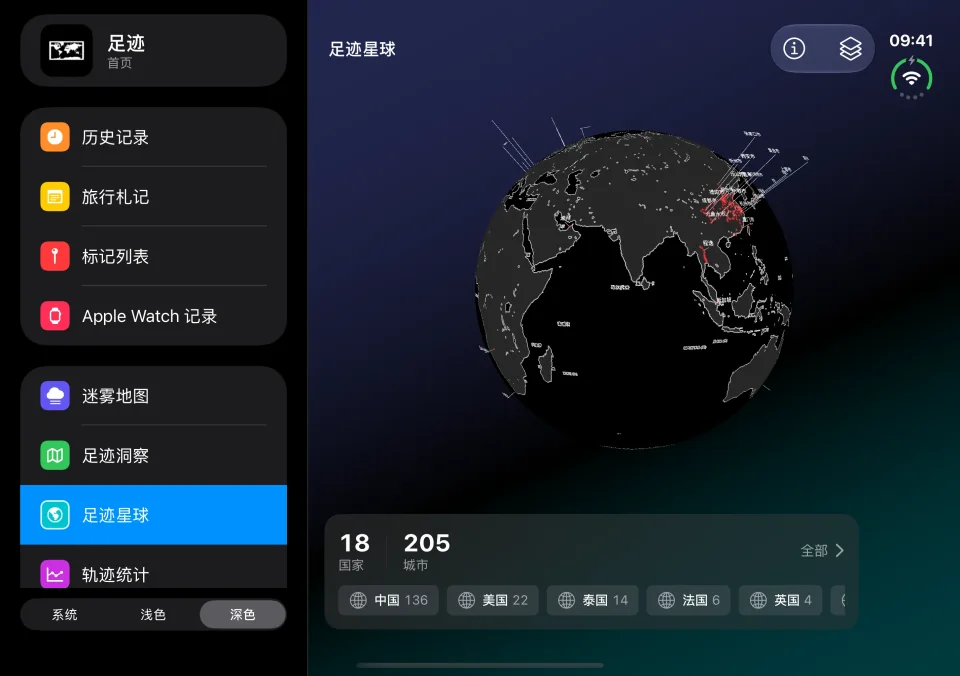 足迹
首页
历史记录
旅行札记
标记列表
Apple Watch 记录
迷雾地图
足迹洞察
足迹星球
轨迹统计
系统
浅色
深色
足迹星球
09:41
18
国家
205
城市
全部
中国 136
美国 22
泰国 14
法国 6
英国 4